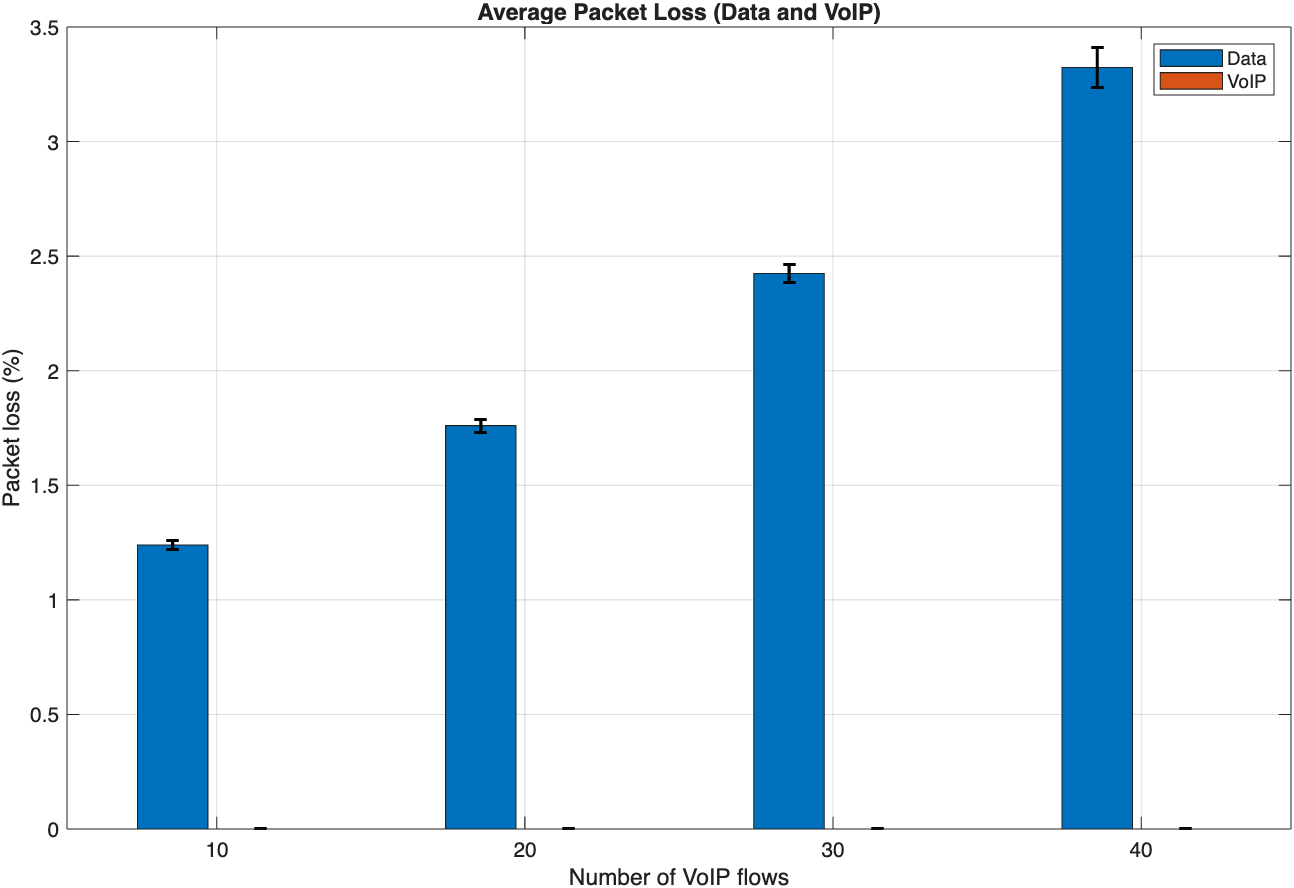 Average Packet Loss (Data and VoIP)
3.5
3
2.5
2
1.5
1
0.5
0
Packet loss (%)
Data
VoIP
10 20 30 40
Number of VoIP flows